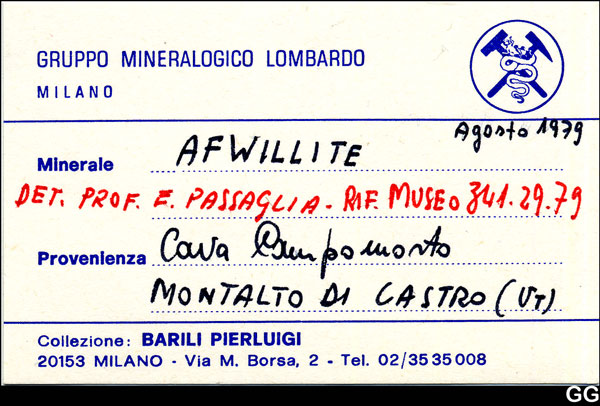 GRUPPO MINERALOGICO LOMBARDO
MILANO
Agosto 1979
Minerale AFWILLITE
DET. PROF. E. PASSAGLIA - RIF. MUSEO 341.29.79
Provenienza Cava Campomorto
MONTALTO DI CASTRO (VT)
Collezione: BARILI PIERLUIGI
20153 MILANO - Via M. Borsa, 2 - Tel. 02/35 35 008
GG